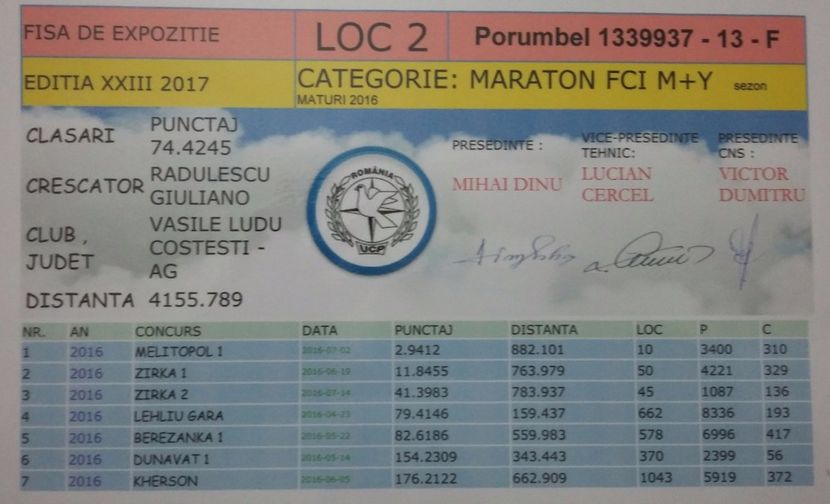 FISA DE EXPOZITIE LOC 2 Porumbel 1339937 - 13 - F
EDITIA XXIII 2017 CATEGORIE: MARATON FCI M+Y sezon
MATURI 2016
CLASARI PUNCTAJ
74.4245
CRESCATOR RADULESCU
GIULIANO
CLUB , VASILE LUDU
JUDET COSTESTI -
AG
DISTANTA 4155.789
ROMÂNIA
UCP
PRESEDINTE :
MIHAI DINU
VICE-PRESEDINTE
TEHNIC:
LUCIAN
CERCEL
PRESEDINTE
CNS :
VICTOR
DUMITRU
NR. AN CONCURS DATA PUNCTAJ DISTANTA LOC P C
1 2016 MELITOPOL 1 2016-07-02 2.9412 882.101 10 3400 310
2 2016 ZIRKA 1 2016-06-19 11.8455 763.979 50 4221 329
3 2016 ZIRKA 2 2016-07-14 41.3983 783.937 45 1087 136
4 2016 LEHLIU GARA 2016-04-23 79.4146 159.437 662 8336 193
5 2016 BEREZANKA 1 2016-05-22 82.6186 559.983 578 6996 417
6 2016 DUNAVAT 1 2016-05-14 154.2309 343.443 370 2399 56
7 2016 KHERSON 2016-06-05 176.2122 662.909 1043 5919 372